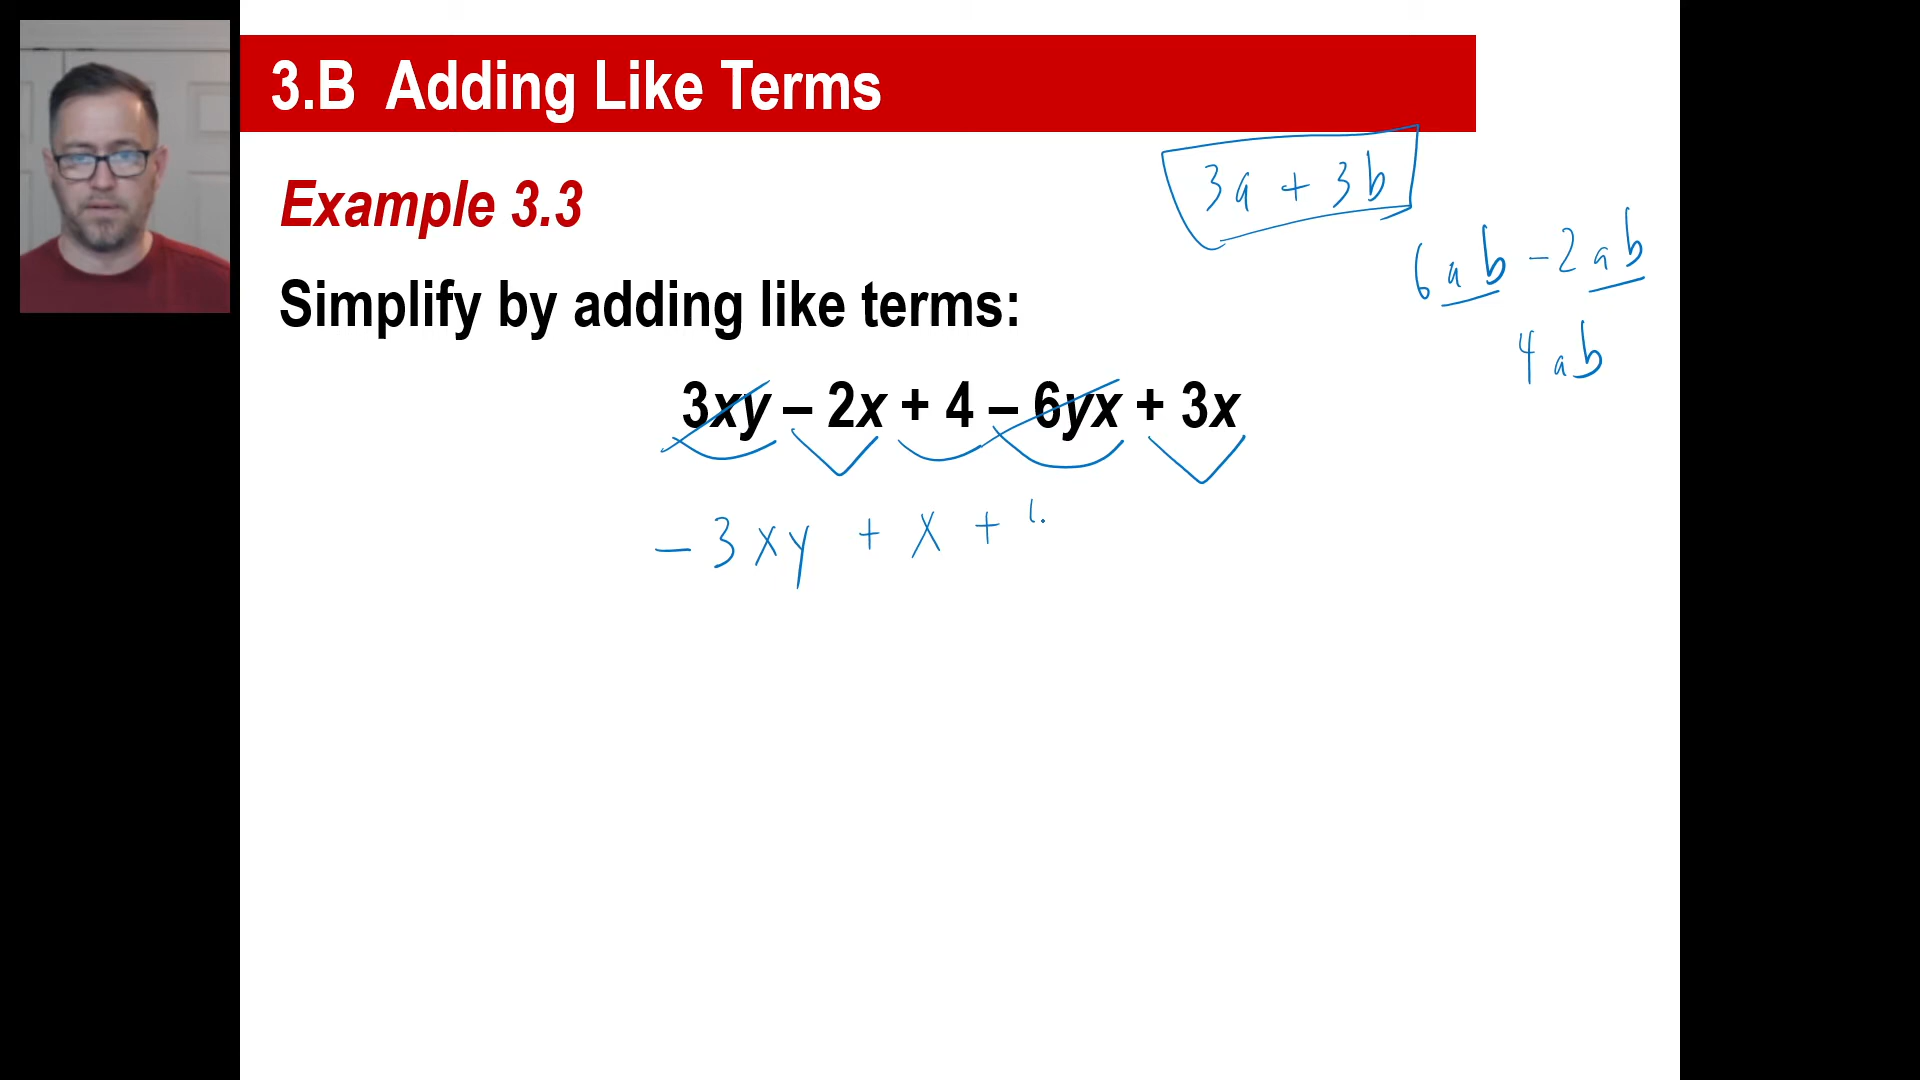 3.B Adding Like Terms
3a + 3b
Example 3.3
6ab - 2ab
Simplify by adding like terms:
4ab
3xy – 2x + 4 – 6yx + 3x
- 3xy + x +